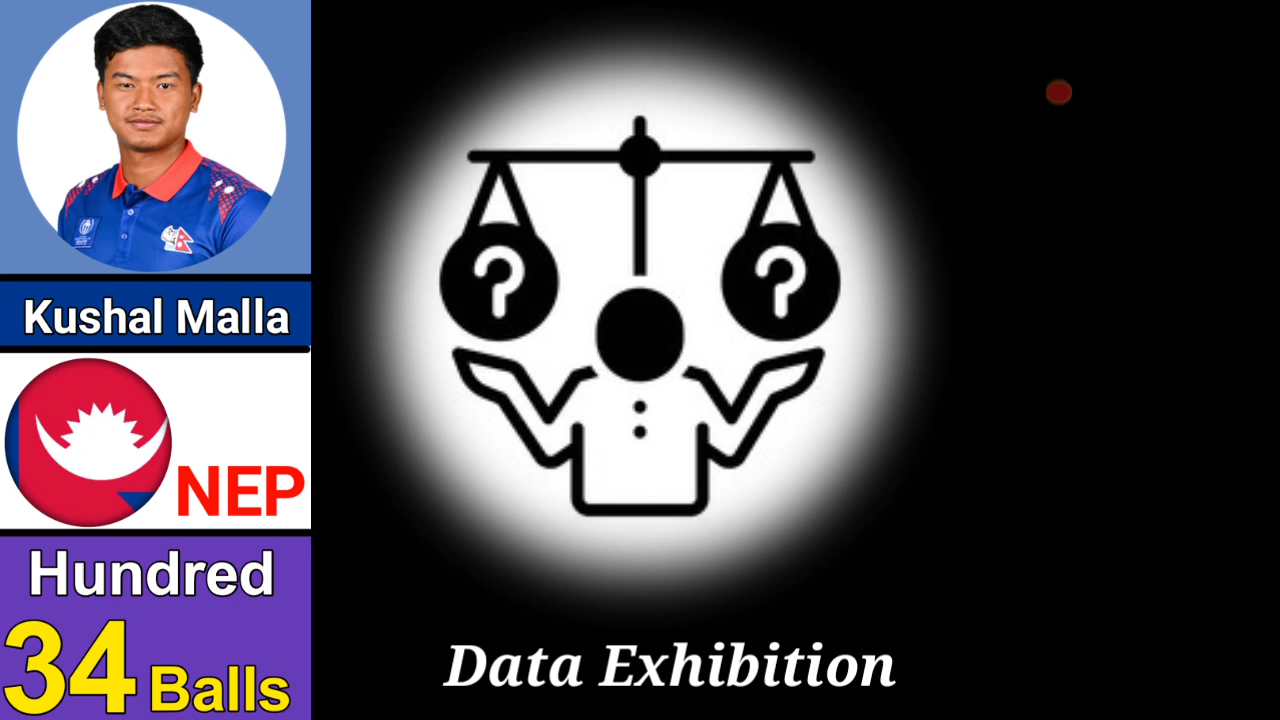 Kushal Malla
NEP
Hundred
34 Balls
? ?
Data Exhibition